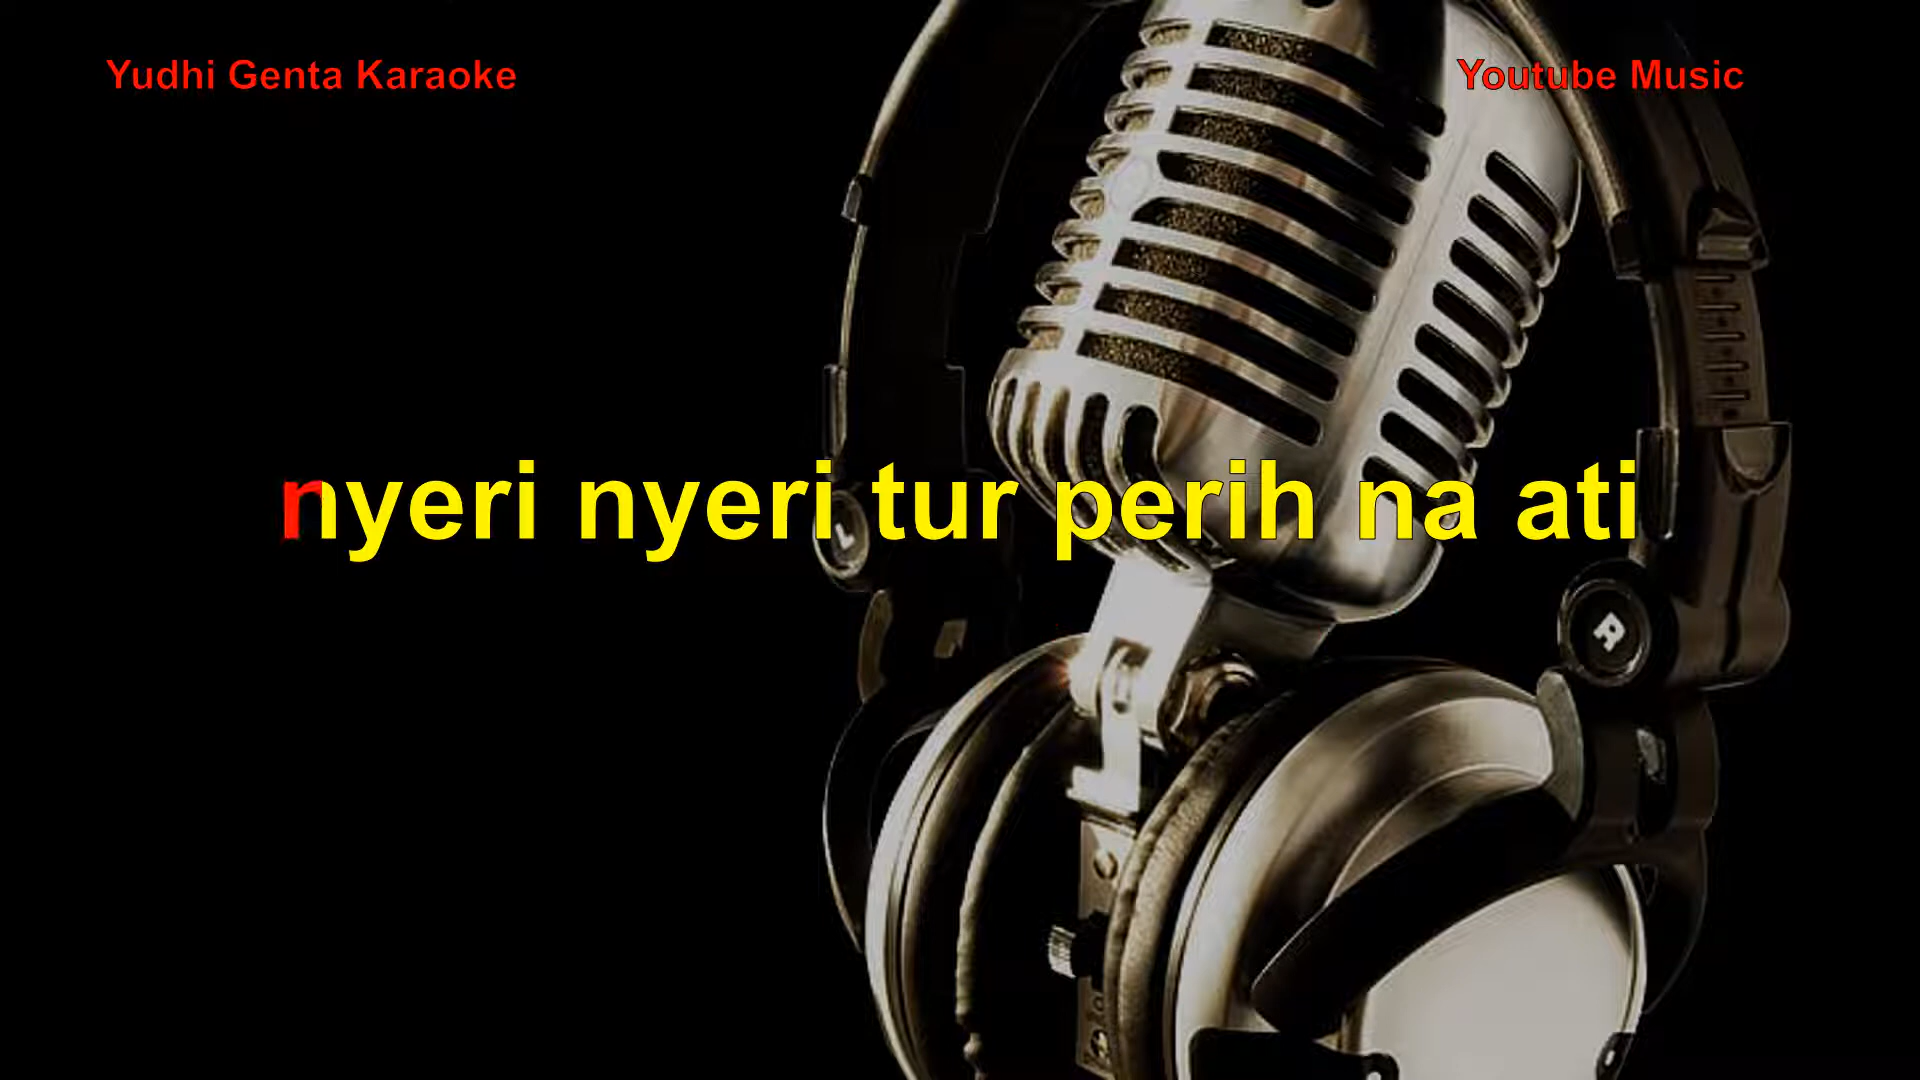 Yudhi Genta Karaoke
Youtube Music
nyeri nyeri tur perih na ati
L
R